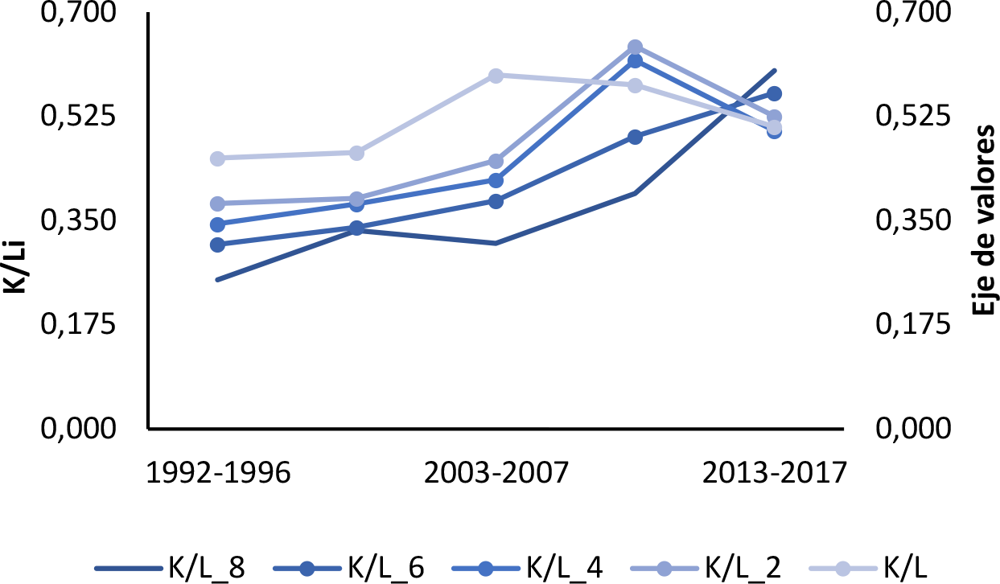 0,700
0,525
0,350
0,175
0,000
K/Li
0,700
0,525
0,350
0,175
0,000
Eje de valores
1992-1996 2003-2007 2013-2017
K/L_8 K/L_6 K/L_4 K/L_2 K/L